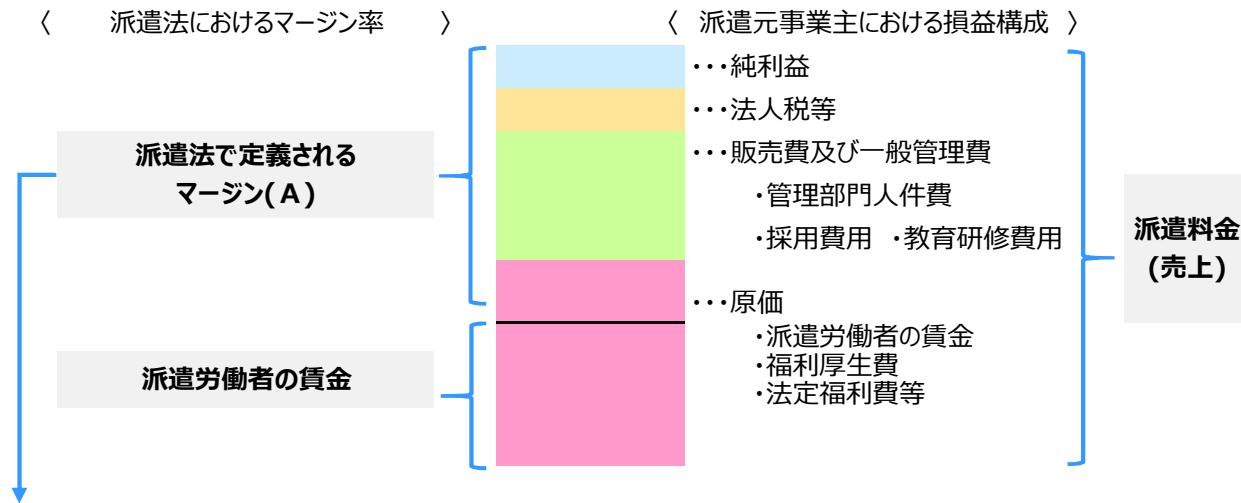 〈 派遣法におけるマージン率 〉
〈 派遣元事業主における損益構成 〉
･･･純利益
･･･法人税等
･･･販売費及び一般管理費
･管理部門人件費
･採用費用 ･教育研修費用
･･･原価
･派遣労働者の賃金
･福利厚生費
･法定福利費等
派遣法で定義される
マージン(A)
派遣労働者の賃金
派遣料金
(売上)